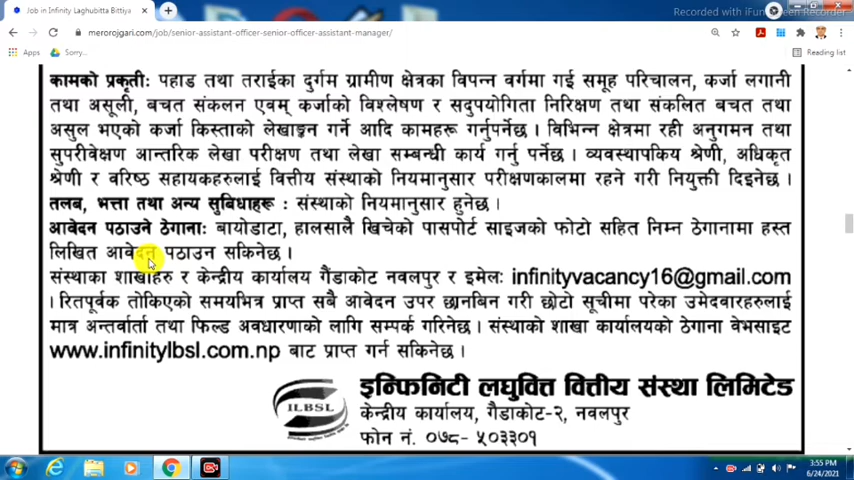 Job in Infinity Laghubitta Bittiya
Recorded with iFun Screen Recorder
merorojgari.com/job/senior-assistant-officer-senior-officer-assistant-manager/
Apps Sorry... Reading list
कामको प्रकृती: पहाड तथा तराईका दुर्गम ग्रामीण क्षेत्रका विपन्न वर्गमा गई समूह परिचालन, कर्जा लगानी
तथा असूली, बचत संकलन एवम् कर्जाको विश्लेषण र सदुपयोगिता निरिक्षण तथा संकलित बचत तथा
असुल भएको कर्जा किस्ताको लेखाङ्कन गर्ने आदि कामहरू गर्नुपर्नेछ । विभिन्न क्षेत्रमा रही अनुगमन तथा
सुपरीवेक्षण आन्तरिक लेखा परीक्षण तथा लेखा सम्बन्धी कार्य गर्नु पर्नेछ । व्यवस्थापकिय श्रेणी, अधिकृत
श्रेणी र वरिष्ठ सहायकहरुलाई वित्तीय संस्थाको नियमानुसार परीक्षणकालमा रहने गरी नियुक्ती दिइनेछ ।
तलब, भत्ता तथा अन्य सुबिधाहरू : संस्थाको नियमानुसार हुनेछ ।
आवेदन पठाउने ठेगाना: बायोडाटा, हालसालै खिचेको पासपोर्ट साइजको फोटो सहित निम्न ठेगानामा हस्त
लिखित आवेदन पठाउन सकिनेछ ।
संस्थाका शाखाहरु र केन्द्रीय कार्यालय गैंडाकोट नवलपुर र इमेल: infinityvacancy16@gmail.com
। रितपूर्वक तोकिएको समयभित्र प्राप्त सबै आवेदन उपर छानबिन गरी छोटो सूचीमा परेका उमेदवारहरुलाई
मात्र अन्तर्वार्ता तथा फिल्ड अवधारणाको लागि सम्पर्क गरिनेछ । संस्थाको शाखा कार्यालयको ठेगाना वेभसाइट
www.infinitylbsl.com.np बाट प्राप्त गर्न सकिनेछ ।
ILBSL
इन्फिनिटी लघुवित्त वित्तीय संस्था लिमिटेड
केन्द्रीय कार्यालय, गैंडाकोट-२, नवलपुर
फोन नं. ०७८- ५०३३०१
3:55 PM
6/24/2021